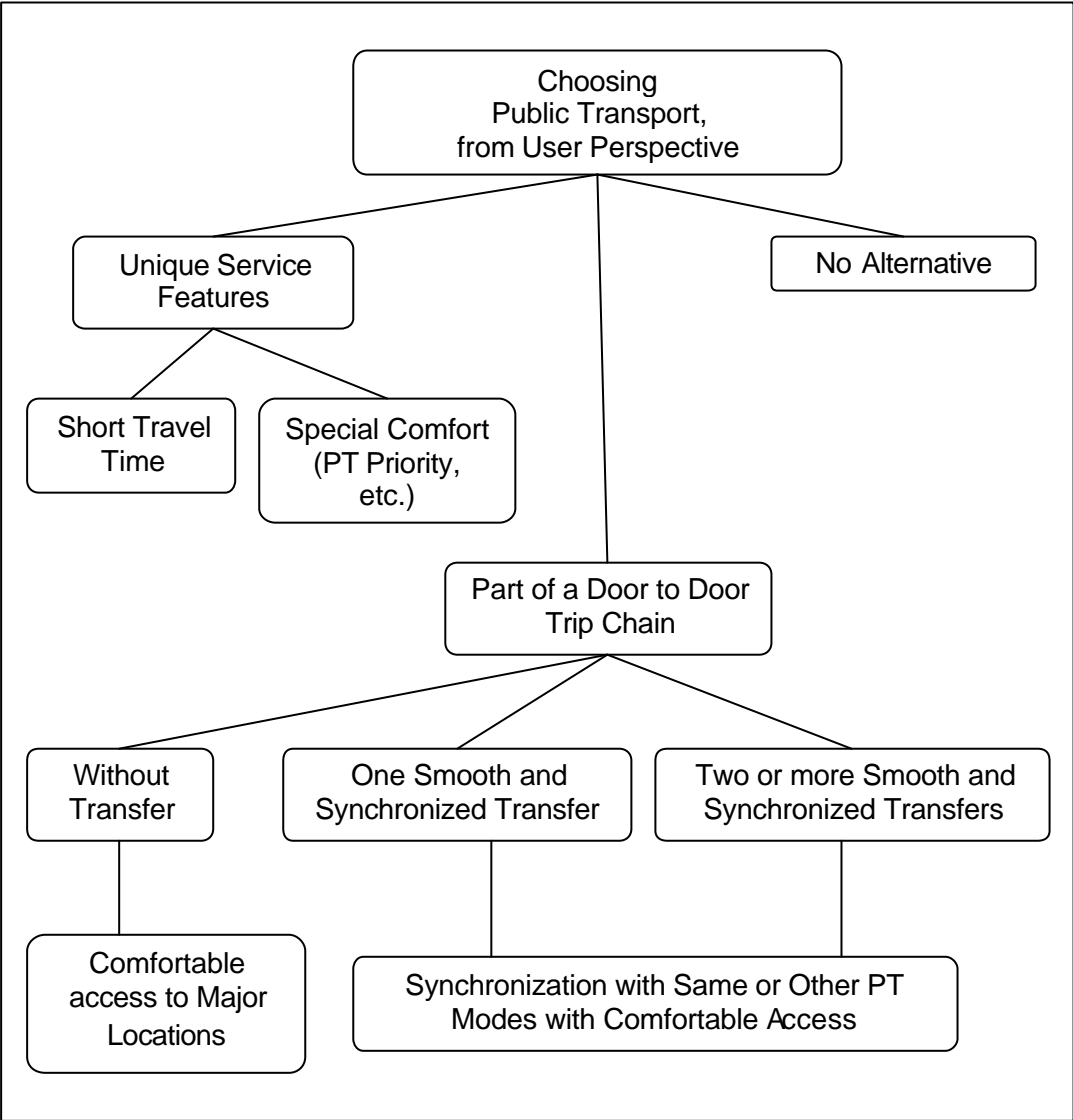 Choosing
Public Transport,
from User Perspective
Unique Service
Features
No Alternative
Short Travel
Time
Special Comfort
(PT Priority,
etc.)
Part of a Door to Door
Trip Chain
Without
Transfer
One Smooth and
Synchronized Transfer
Two or more Smooth and
Synchronized Transfers
Comfortable
access to Major
Locations
Synchronization with Same or Other PT
Modes with Comfortable Access